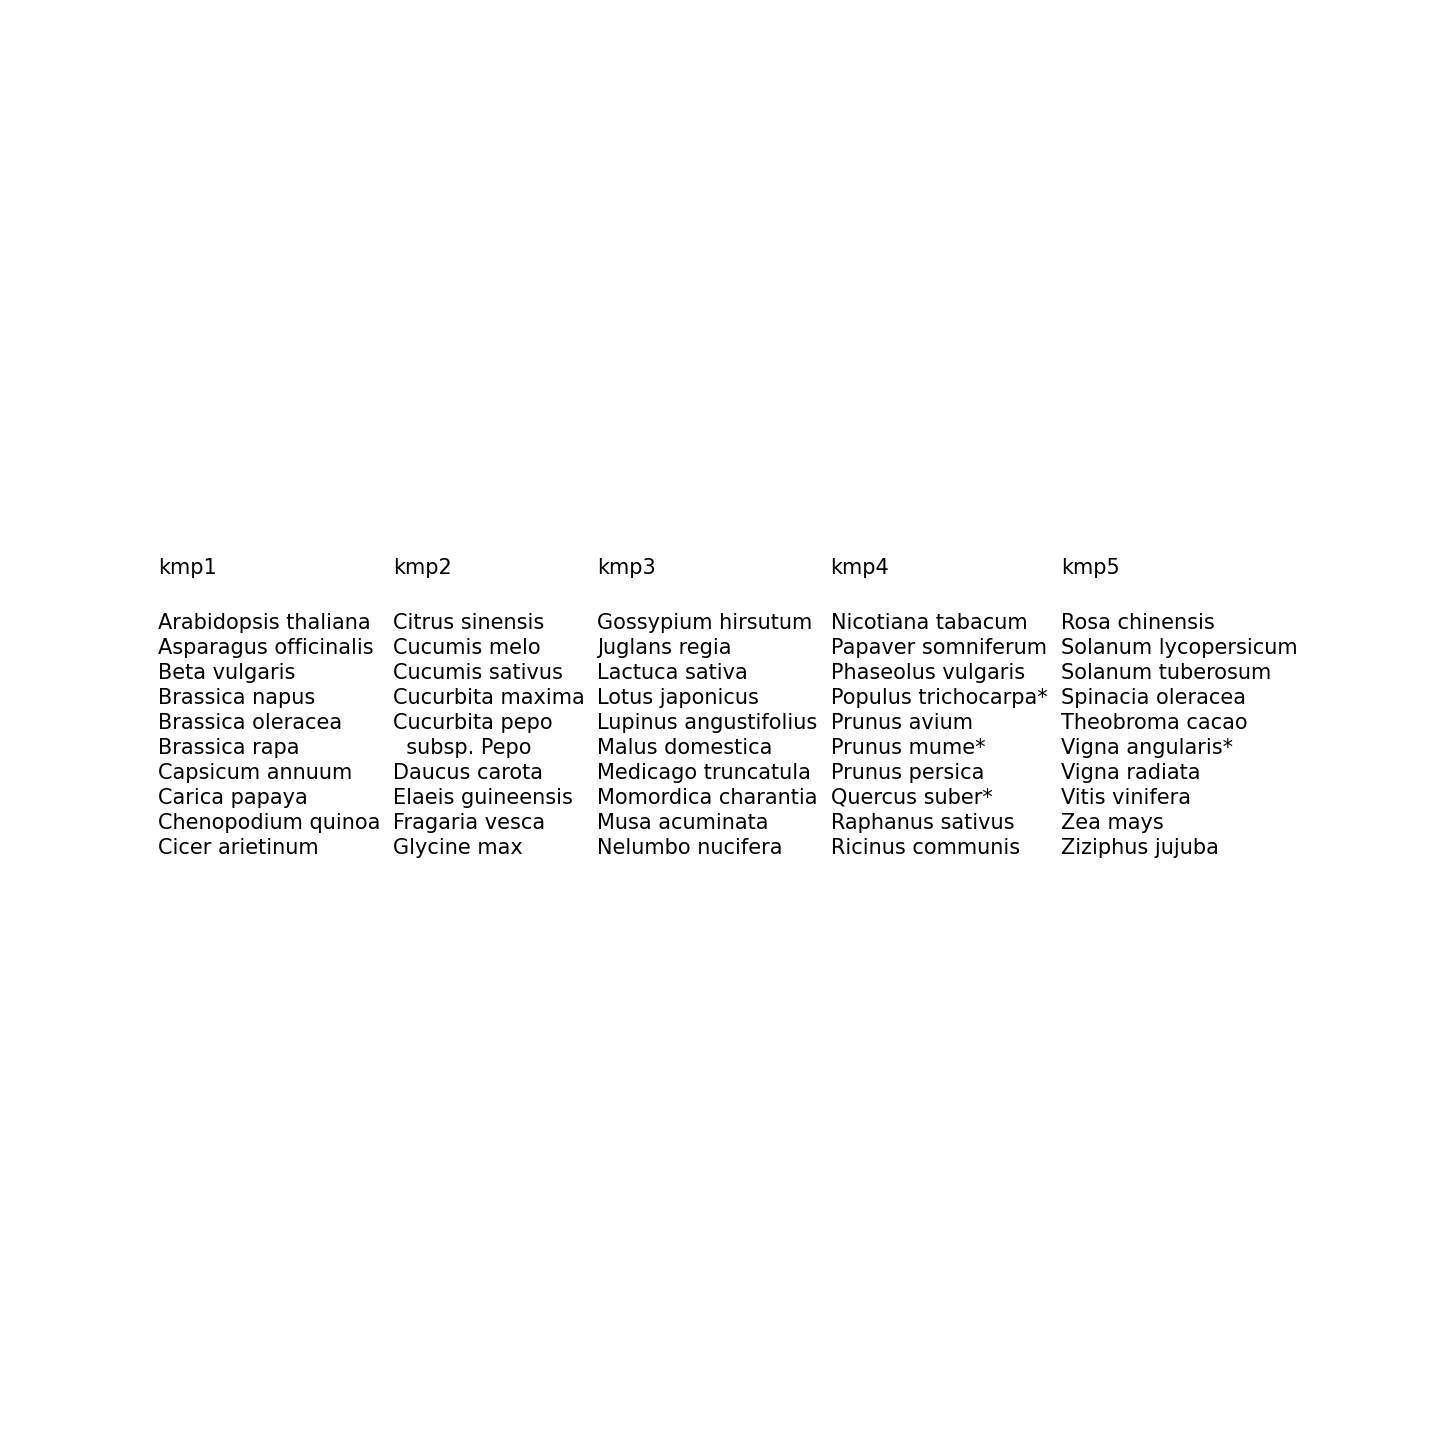 kmp1 kmp2 kmp3 kmp4 kmp5
Arabidopsis thaliana Citrus sinensis Gossypium hirsutum Nicotiana tabacum Rosa chinensis
Asparagus officinalis Cucumis melo Juglans regia Papaver somniferum Solanum lycopersicum
Beta vulgaris Cucumis sativus Lactuca sativa Phaseolus vulgaris Solanum tuberosum
Brassica napus Cucurbita maxima Lotus japonicus Populus trichocarpa* Spinacia oleracea
Brassica oleracea Cucurbita pepo Lupinus angustifolius Prunus avium Theobroma cacao
Brassica rapa subsp. Pepo Malus domestica Prunus mume* Vigna angularis*
Capsicum annuum Daucus carota Medicago truncatula Prunus persica Vigna radiata
Carica papaya Elaeis guineensis Momordica charantia Quercus suber* Vitis vinifera
Chenopodium quinoa Fragaria vesca Musa acuminata Raphanus sativus Zea mays
Cicer arietinum Glycine max Nelumbo nucifera Ricinus communis Ziziphus jujuba